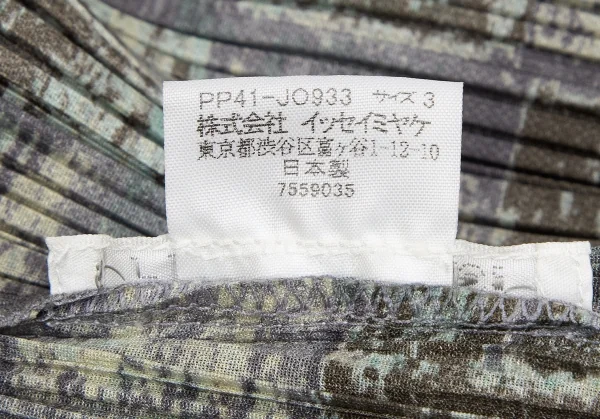 PP41-JO933 サイズ 3
株式会社 イッセイミヤケ
東京都渋谷区富ヶ谷1-12-10
日本製
7559035